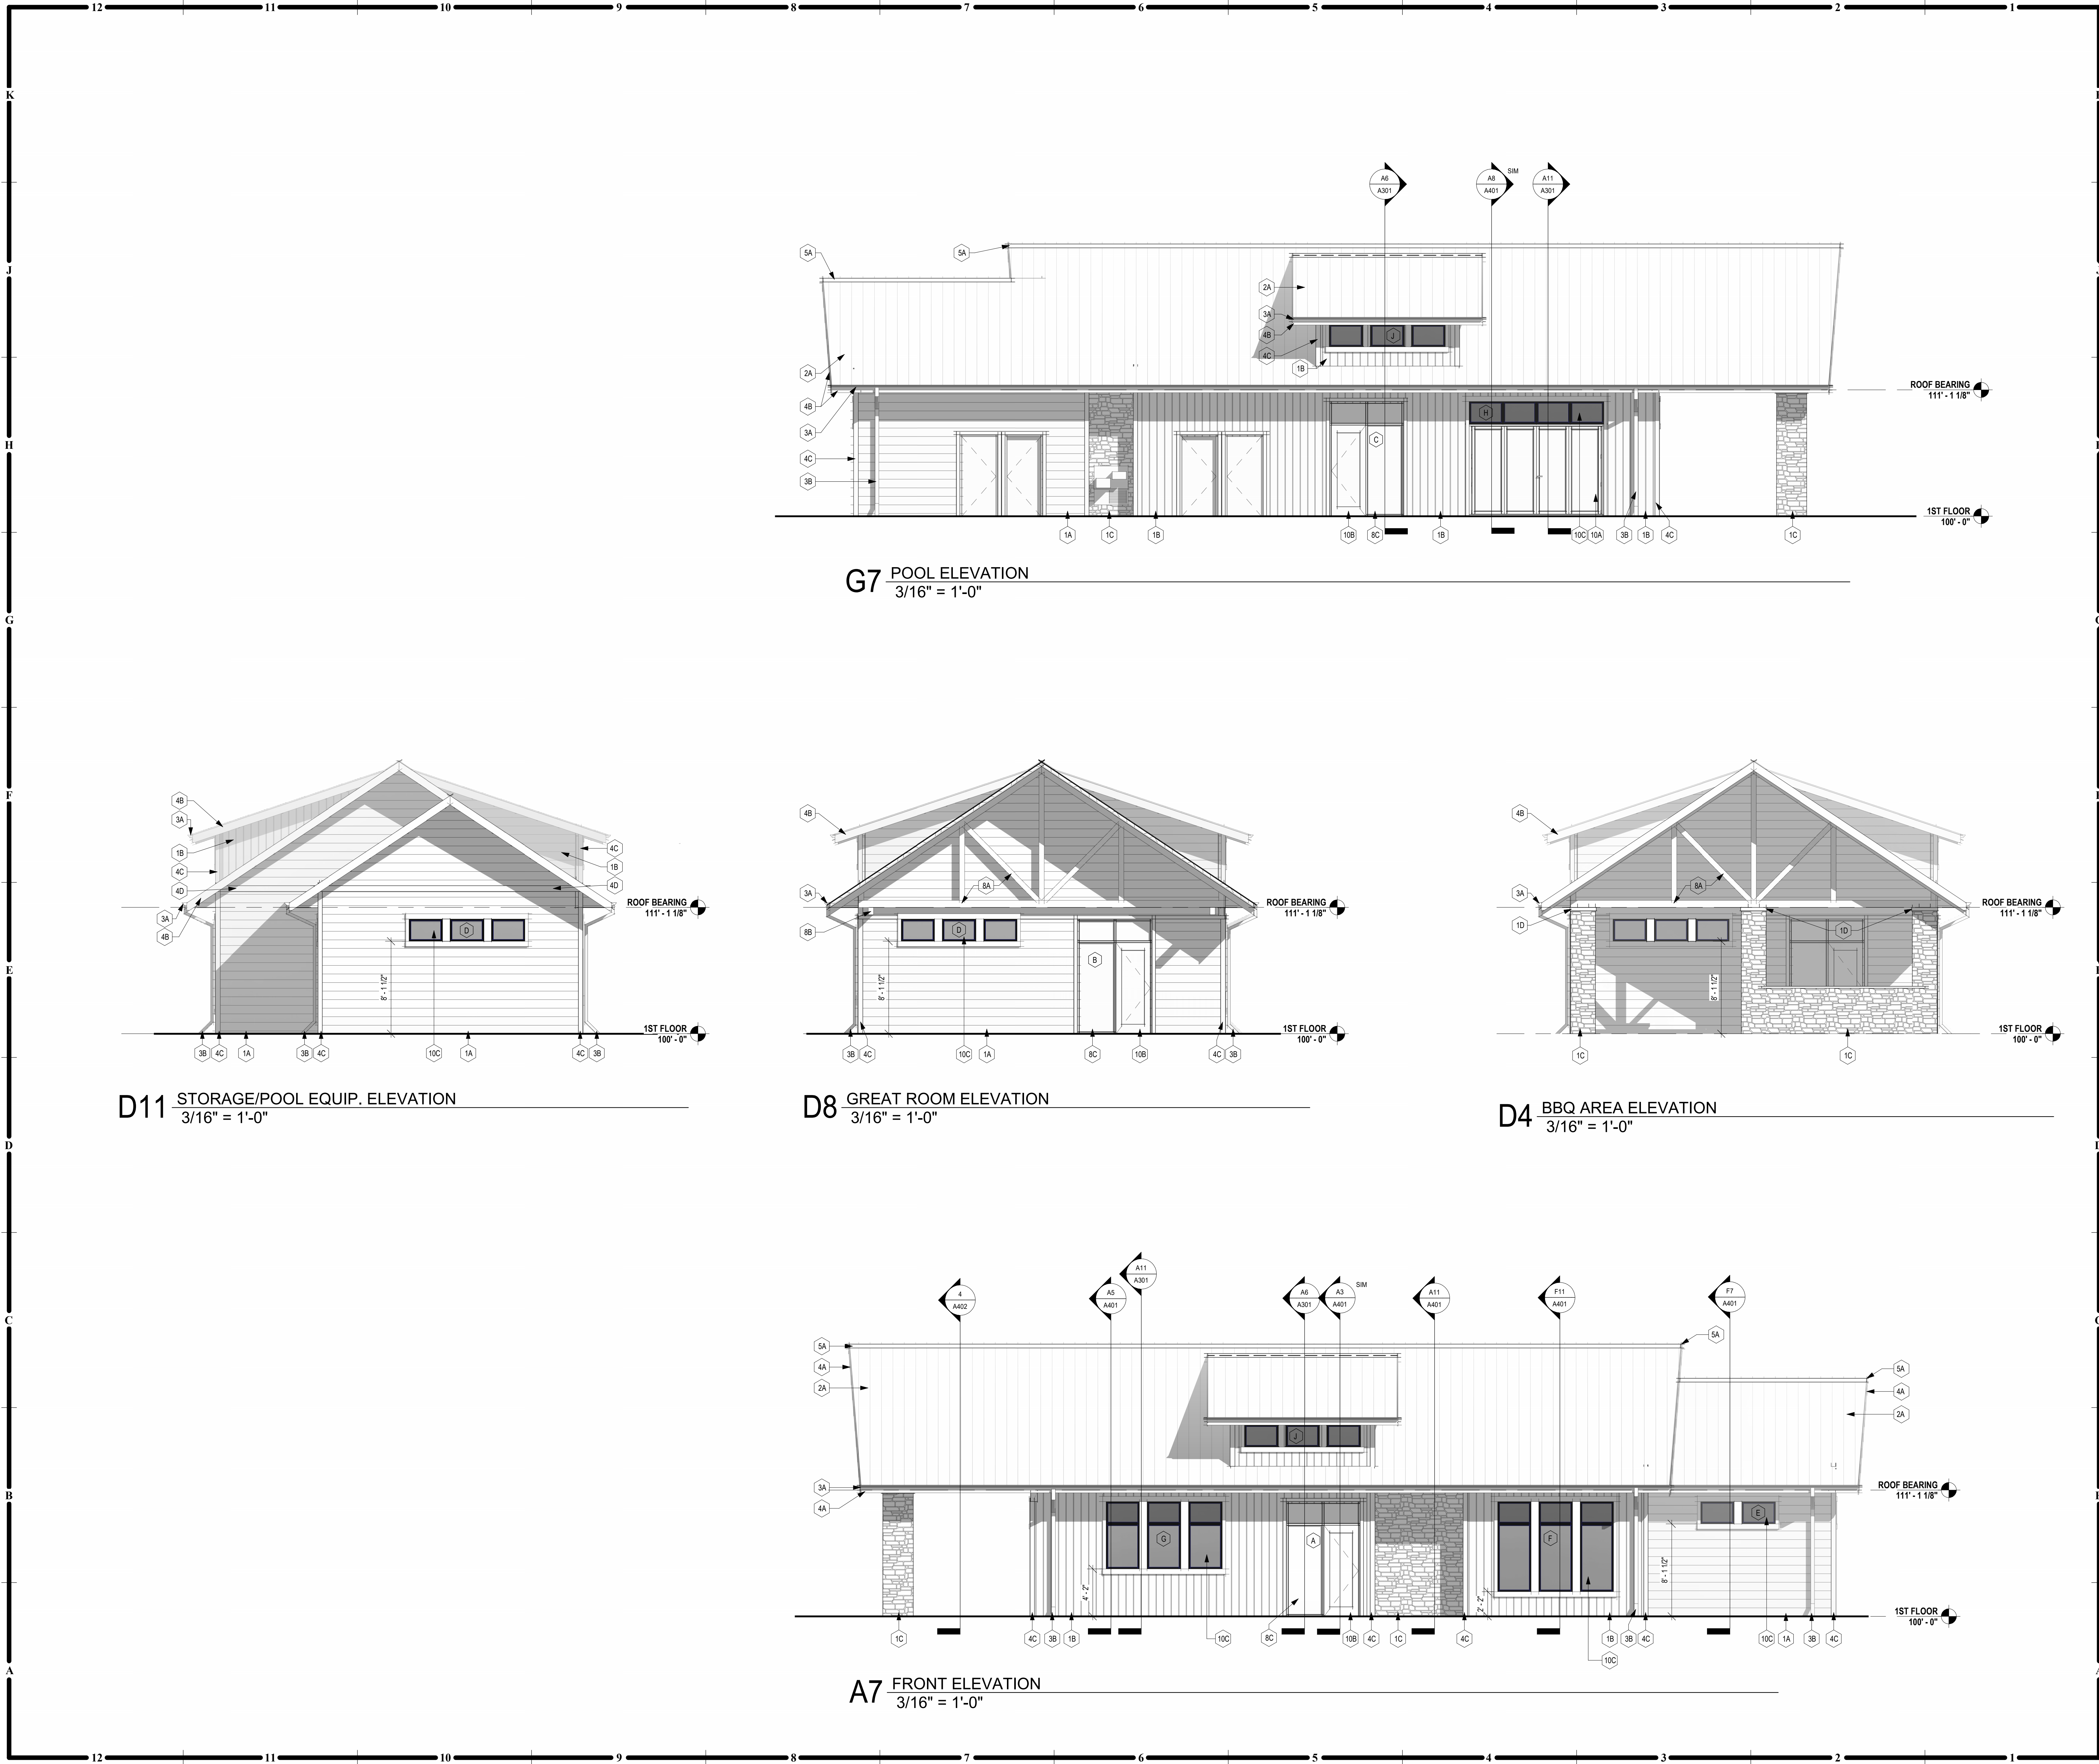 12 11 10 9 8 7 6 5 4 3 2 1
K
J
H
G
F
E
D
C
B
A
A6
A301
A8
A401
SIM
A11
A301
5A
5A
2A
3A
4B
4C
1B
J
2A
4B
3A
4C
3B
H
C
ROOF BEARING
111' - 1 1/8"
1ST FLOOR
100' - 0"
1A 1C 1B 10B 8C 1B 10C 10A 3B 1B 4C 1C
G7 POOL ELEVATION
3/16" = 1'-0"
4B
3A
1B
4C
4D
3A
4B
4C
1B
4D
D
8' - 1 1/2"
ROOF BEARING
111' - 1 1/8"
1ST FLOOR
100' - 0"
3B 4C 1A 3B 4C 10C 1A 4C 3B
D11 STORAGE/POOL EQUIP. ELEVATION
3/16" = 1'-0"
4B
3A
8B
8A
D
B
8' - 1 1/2"
ROOF BEARING
111' - 1 1/8"
1ST FLOOR
100' - 0"
3B 4C 10C 1A 8C 10B 4C 3B
D8 GREAT ROOM ELEVATION
3/16" = 1'-0"
4B
3A
1D
8A
1D
8' - 1 1/2"
ROOF BEARING
111' - 1 1/8"
1ST FLOOR
100' - 0"
1C 1C
D4 BBQ AREA ELEVATION
3/16" = 1'-0"
4
A402
A5
A401
A11
A301
A6
A301
A3
A401
SIM
A11
A401
F11
A401
F7
A401
5A
4A
2A
3A
4A
5A
5A
4A
2A
J
G
A
F
E
4' - 2"
2' - 2"
8' - 1 1/2"
ROOF BEARING
111' - 1 1/8"
1ST FLOOR
100' - 0"
1C 4C 3B 1B 10C 8C 10B 4C 1C 4C 10C 1B 3B 4C 10C 1A 3B 4C
A7 FRONT ELEVATION
3/16" = 1'-0"
12 11 10 9 8 7 6 5 4 3 2 1